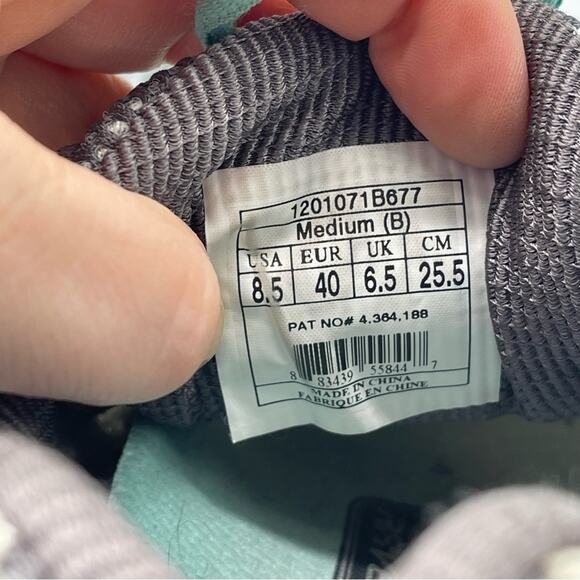 1201071B677
Medium (B)
USA EUR UK CM
8.5 40 6.5 25.5
PAT NO# 4,364,188
8 83439 55844 7
MADE IN CHINA
FABRIQUE EN CHINE